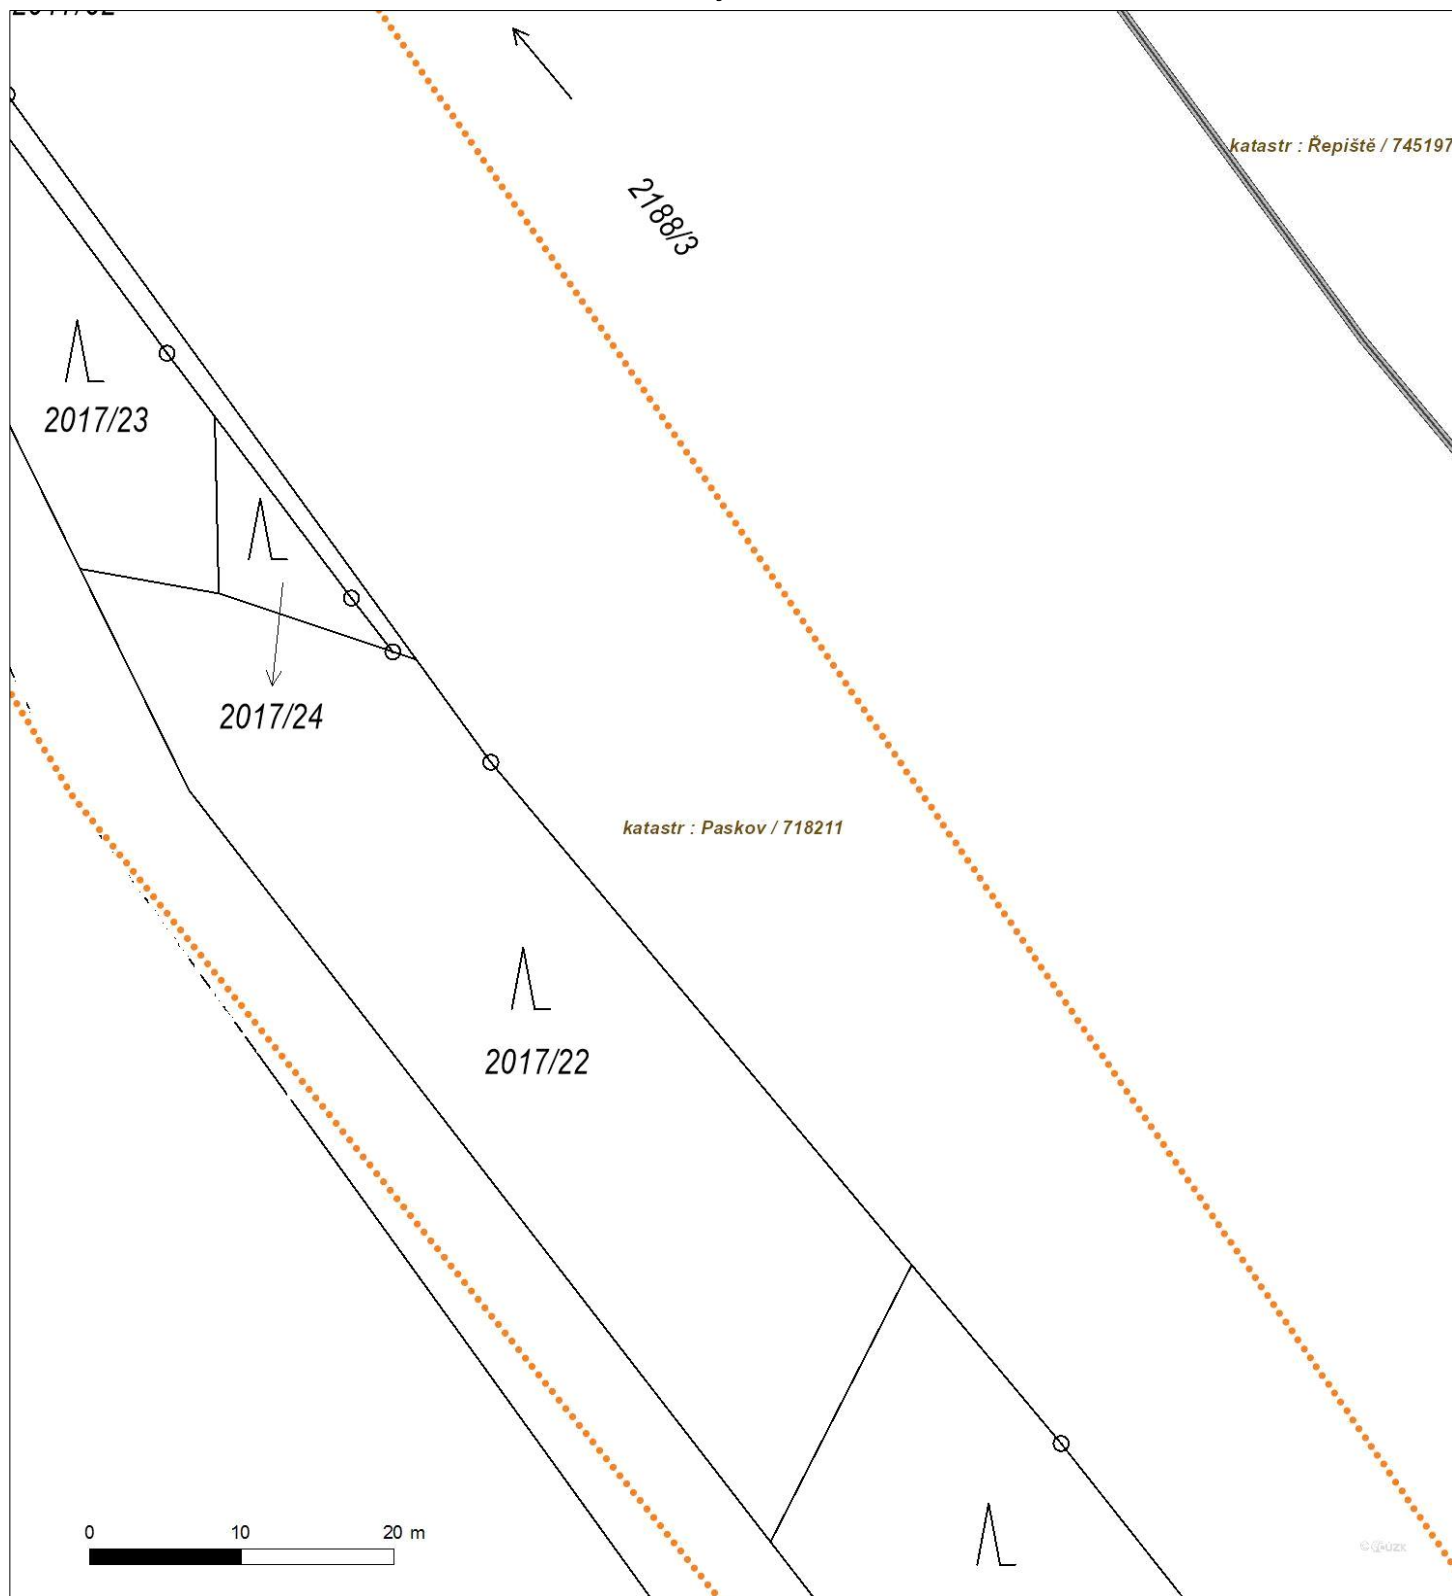 katastr : Řepiště / 745197
2188/3
2017/23
2017/24
katastr : Paskov / 718211
2017/22
0 10 20 m